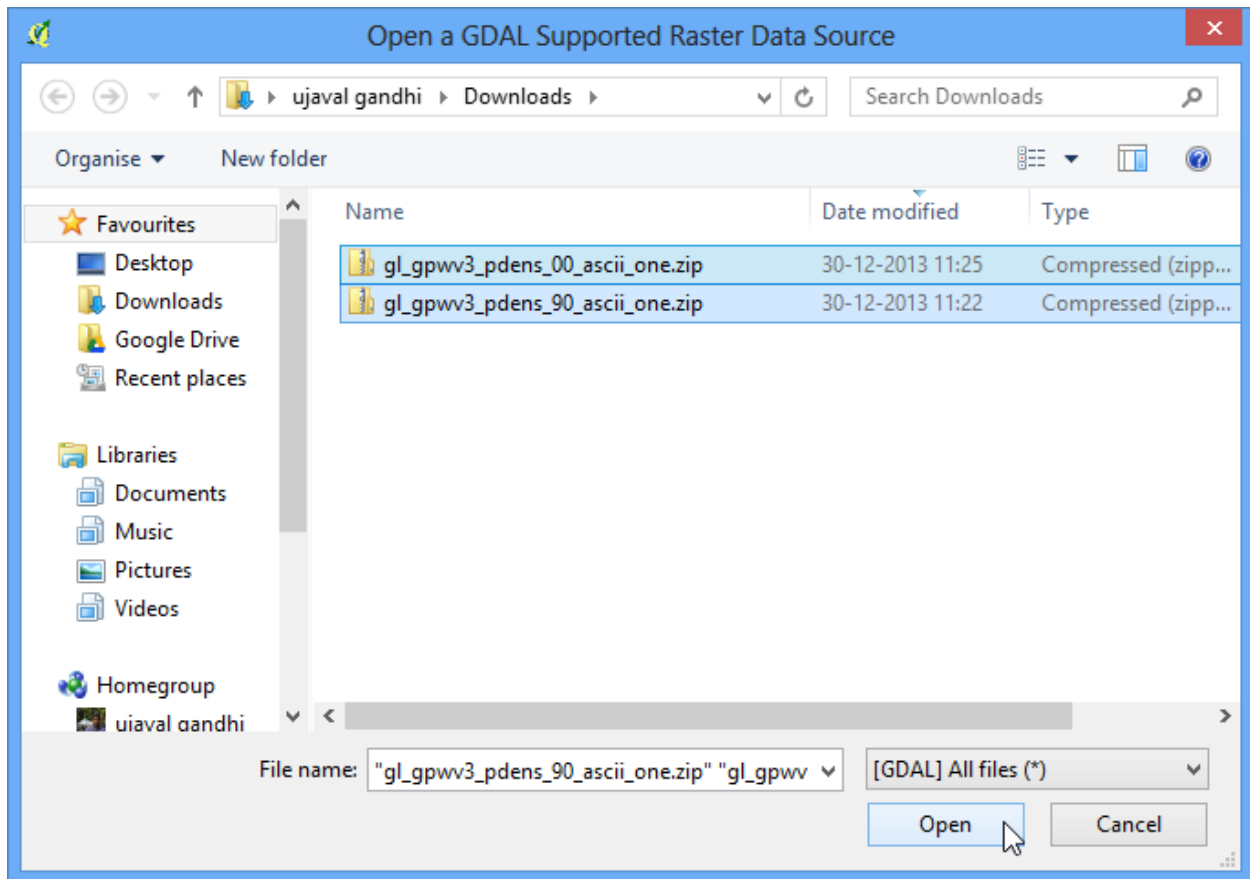 Open a GDAL Supported Raster Data Source
ujaval gandhi Downloads
Search Downloads
Organise New folder
Name Date modified Type
Favourites
Desktop
Downloads
Google Drive
Recent places
Libraries
Documents
Music
Pictures
Videos
Homegroup
ujaval gandhi
gl_gpwv3_pdens_00_ascii_one.zip 30-12-2013 11:25 Compressed (zipp...
gl_gpwv3_pdens_90_ascii_one.zip 30-12-2013 11:22 Compressed (zipp...
File name: "gl_gpwv3_pdens_90_ascii_one.zip" "gl_gpwv
[GDAL] All files (*)
Open Cancel